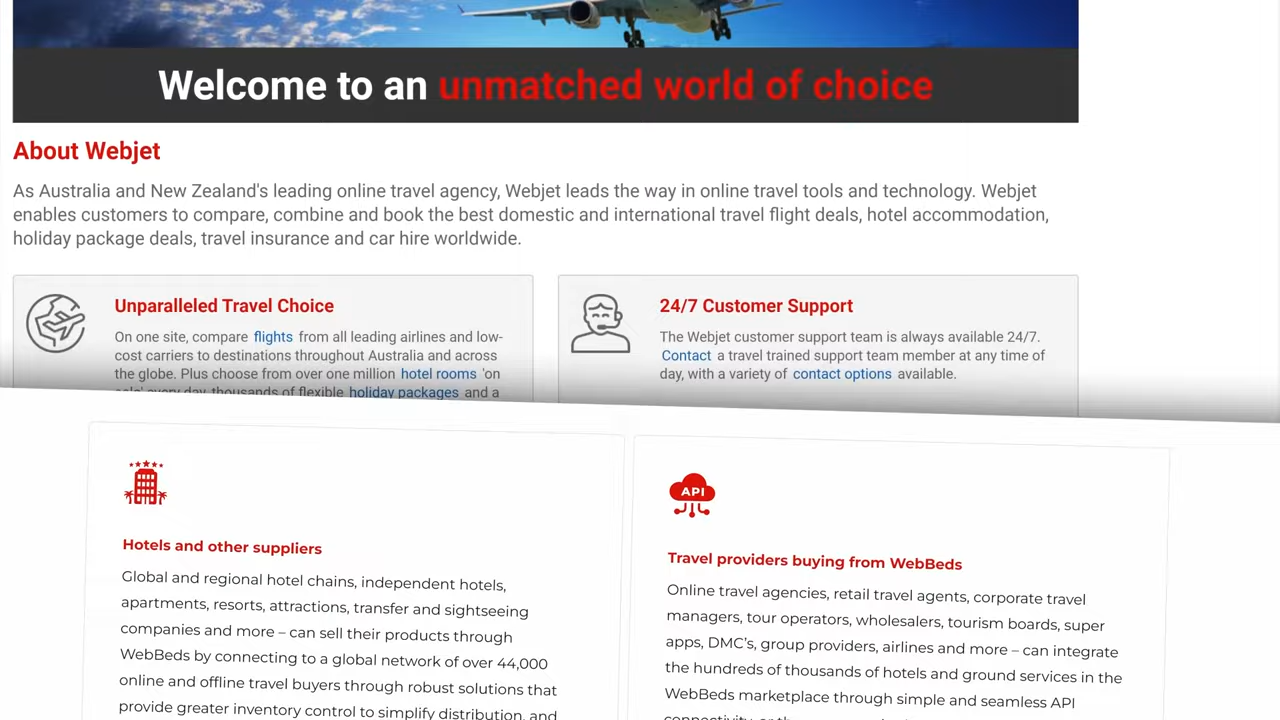 Welcome to an unmatched world of choice
About Webjet
As Australia and New Zealand's leading online travel agency, Webjet leads the way in online travel tools and technology. Webjet
enables customers to compare, combine and book the best domestic and international travel flight deals, hotel accommodation,
holiday package deals, travel insurance and car hire worldwide.
Unparalleled Travel Choice
On one site, compare flights from all leading airlines and low-
cost carriers to destinations throughout Australia and across
the globe. Plus choose from over one million hotel rooms 'on
sale' every day, thousands of flexible holiday packages and a
24/7 Customer Support
The Webjet customer support team is always available 24/7.
Contact a travel trained support team member at any time of
day, with a variety of contact options available.
Hotels and other suppliers
Global and regional hotel chains, independent hotels,
apartments, resorts, attractions, transfer and sightseeing
companies and more – can sell their products through
WebBeds by connecting to a global network of over 44,000
online and offline travel buyers through robust solutions that
provide greater inventory control to simplify distribution, and
API
Travel providers buying from WebBeds
Online travel agencies, retail travel agents, corporate travel
managers, tour operators, wholesalers, tourism boards, super
apps, DMC's, group providers, airlines and more – can integrate
the hundreds of thousands of hotels and ground services in the
WebBeds marketplace through simple and seamless API
connectivity, or